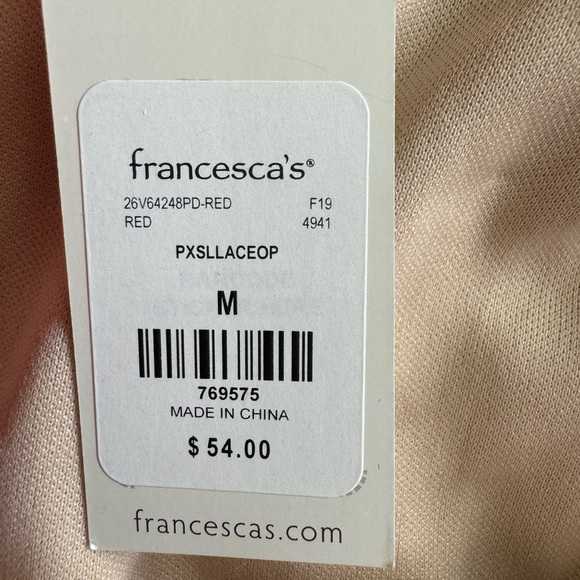 francesca's®
26V64248PD-RED F19
RED 4941
PXSLLACEOP
M
769575
MADE IN CHINA
$ 54.00
francescas.com